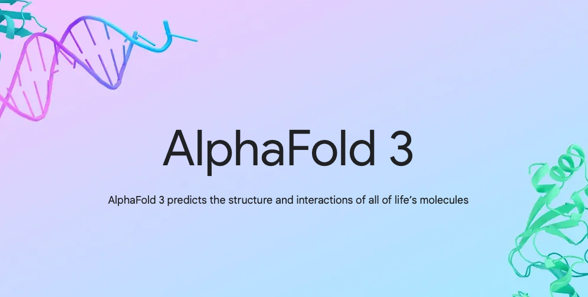 AlphaFold 3
AlphaFold 3 predicts the structure and interactions of all of life’s molecules